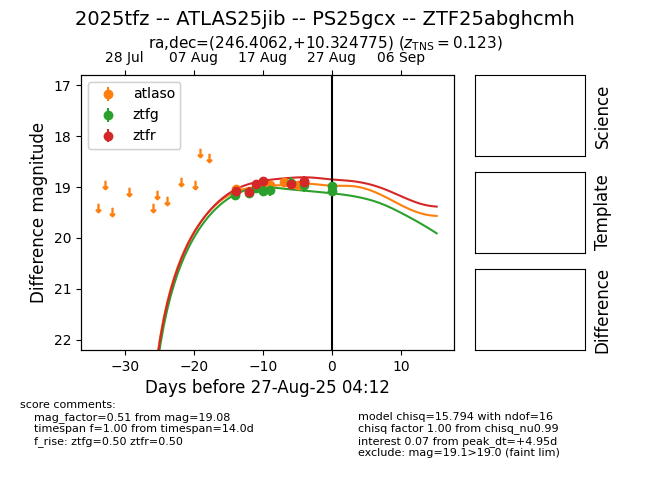 2025tfz -- ATLAS25jib -- PS25gcx -- ZTF25abghcmh
ra,dec=(246.4062,+10.324775) (z_TNS = 0.123)
28 Jul 07 Aug 17 Aug 27 Aug 06 Sep
17
18
19
20
21
22
Difference magnitude
atlaso
ztfg
ztfr
−30 −20 −10 0 10
Days before 27-Aug-25 04:12
Science
Template
Difference
score comments:
mag_factor=0.51 from mag=19.08
timespan f=1.00 from timespan=14.0d
f_rise: ztfg=0.50 ztfr=0.50
model chisq=15.794 with ndof=16
chisq factor 1.00 from chisq_nu0.99
interest 0.07 from peak_dt=+4.95d
exclude: mag=19.1>19.0 (faint lim)